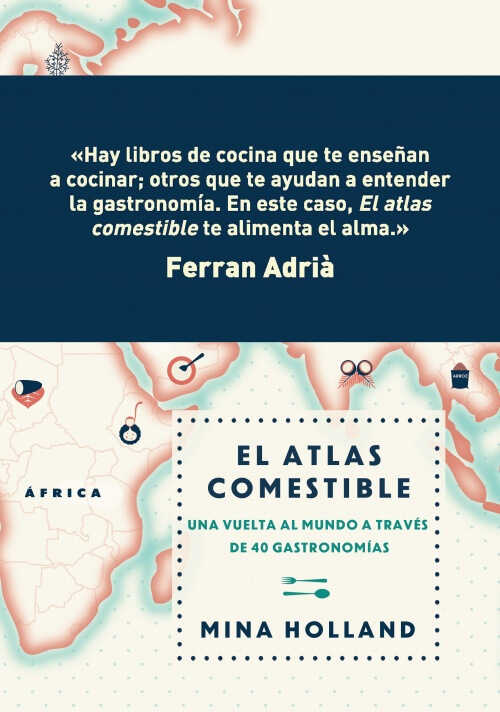 «Hay libros de cocina que te enseñan
a cocinar; otros que te ayudan a entender
la gastronomía. En este caso, El atlas
comestible te alimenta el alma.»
Ferran Adrià
ARROZ
ÁFRICA
EL ATLAS
COMESTIBLE
UNA VUELTA AL MUNDO A TRAVÉS
DE 40 GASTRONOMÍAS
MINA HOLLAND